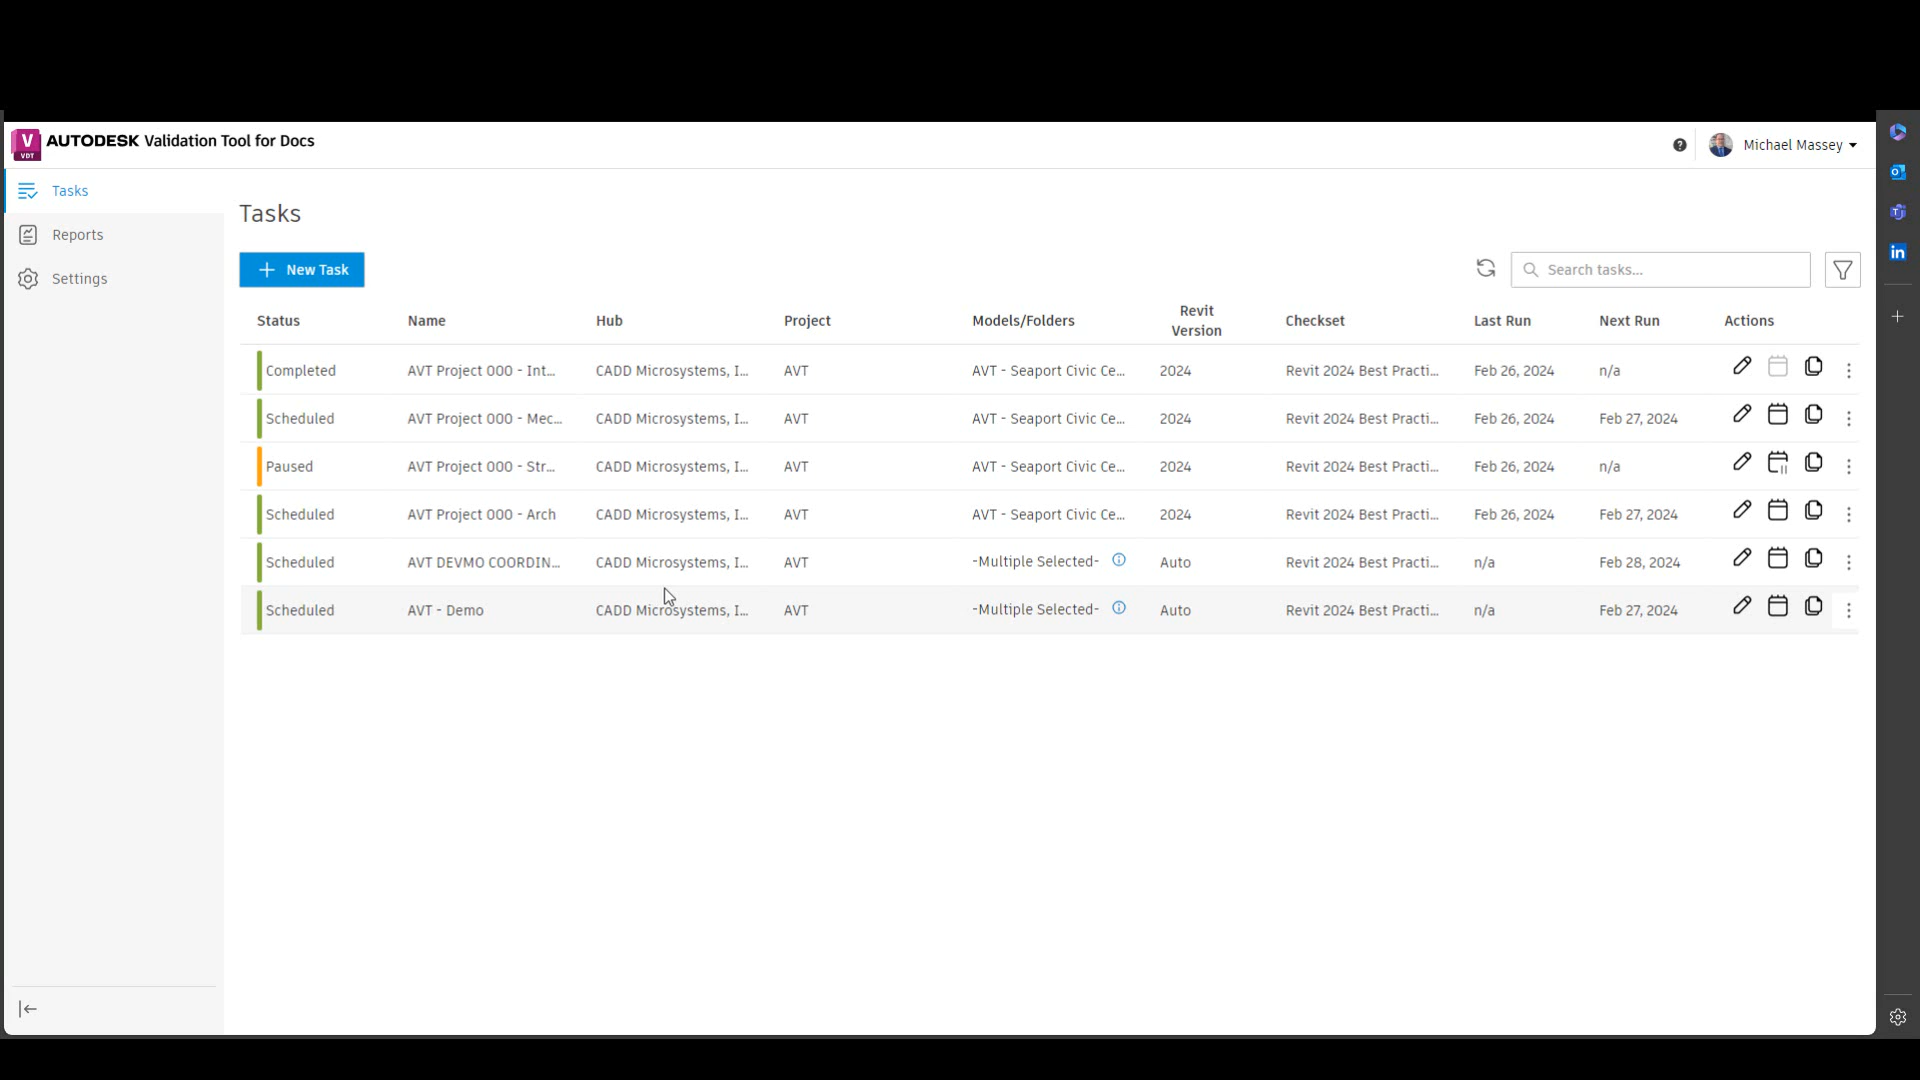 V
VDT
AUTODESK Validation Tool for Docs
?
Michael Massey
Tasks
Reports
Settings
Tasks
+ New Task
Search tasks...
Status Name Hub Project Models/Folders Revit Version Checkset Last Run Next Run Actions
Completed AVT Project 000 - Int... CADD Microsystems, I... AVT AVT - Seaport Civic Ce... 2024 Revit 2024 Best Practi... Feb 26, 2024 n/a
Scheduled AVT Project 000 - Mec... CADD Microsystems, I... AVT AVT - Seaport Civic Ce... 2024 Revit 2024 Best Practi... Feb 26, 2024 Feb 27, 2024
Paused AVT Project 000 - Str... CADD Microsystems, I... AVT AVT - Seaport Civic Ce... 2024 Revit 2024 Best Practi... Feb 26, 2024 n/a
Scheduled AVT Project 000 - Arch CADD Microsystems, I... AVT AVT - Seaport Civic Ce... 2024 Revit 2024 Best Practi... Feb 26, 2024 Feb 27, 2024
Scheduled AVT DEVMO COORDIN... CADD Microsystems, I... AVT -Multiple Selected- Auto Revit 2024 Best Practi... n/a Feb 28, 2024
Scheduled AVT - Demo CADD Microsystems, I... AVT -Multiple Selected- Auto Revit 2024 Best Practi... n/a Feb 27, 2024
in